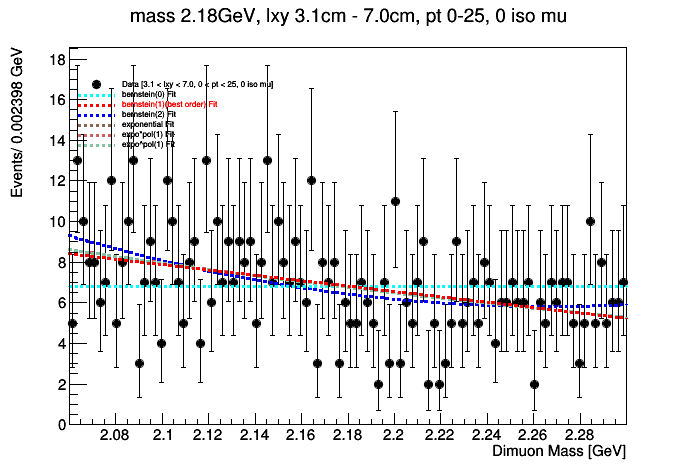 mass 2.18GeV, lxy 3.1cm - 7.0cm, pt 0-25, 0 iso mu
Events/ 0.002398 GeV
18
16
14
12
10
8
6
4
2
0
Data [3.1 < lxy < 7.0, 0 < pt < 25, 0 iso mu]
bernstein(0) Fit
bernstein(1)(best order) Fit
bernstein(2) Fit
exponential Fit
expo*pol(1) Fit
expo*pol(1) Fit
2.08 2.1 2.12 2.14 2.16 2.18 2.2 2.22 2.24 2.26 2.28
Dimuon Mass [GeV]